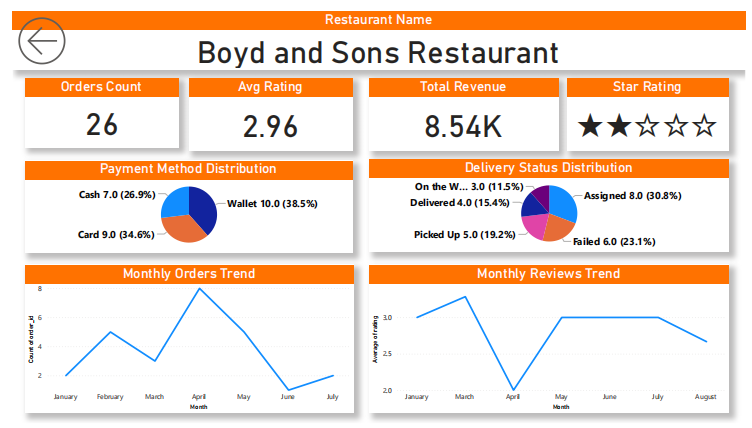 Restaurant Name
Boyd and Sons Restaurant
Orders Count
26
Avg Rating
2.96
Total Revenue
8.54K
Star Rating
★★☆☆☆
Payment Method Distribution
Cash 7.0 (26.9%)
Wallet 10.0 (38.5%)
Card 9.0 (34.6%)
Delivery Status Distribution
On the W... 3.0 (11.5%)
Assigned 8.0 (30.8%)
Delivered 4.0 (15.4%)
Picked Up 5.0 (19.2%)
Failed 6.0 (23.1%)
Monthly Orders Trend
Count of order_id
8
6
4
2
January February March April May June July
Month
Monthly Reviews Trend
Average of rating
3.0
2.5
2.0
January March April May June July August
Month